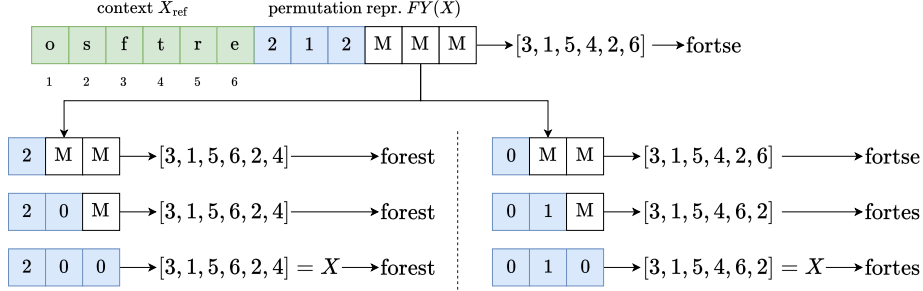 context X_ref permutation repr. FY(X)
o s f t r e 2 1 2 M M M [3, 1, 5, 4, 2, 6] fortse
1 2 3 4 5 6
2 M M [3, 1, 5, 6, 2, 4] forest
0 M M [3, 1, 5, 4, 2, 6] fortse
2 0 M [3, 1, 5, 6, 2, 4] forest
0 1 M [3, 1, 5, 4, 6, 2] fortes
2 0 0 [3, 1, 5, 6, 2, 4] = X forest
0 1 0 [3, 1, 5, 4, 6, 2] = X fortes